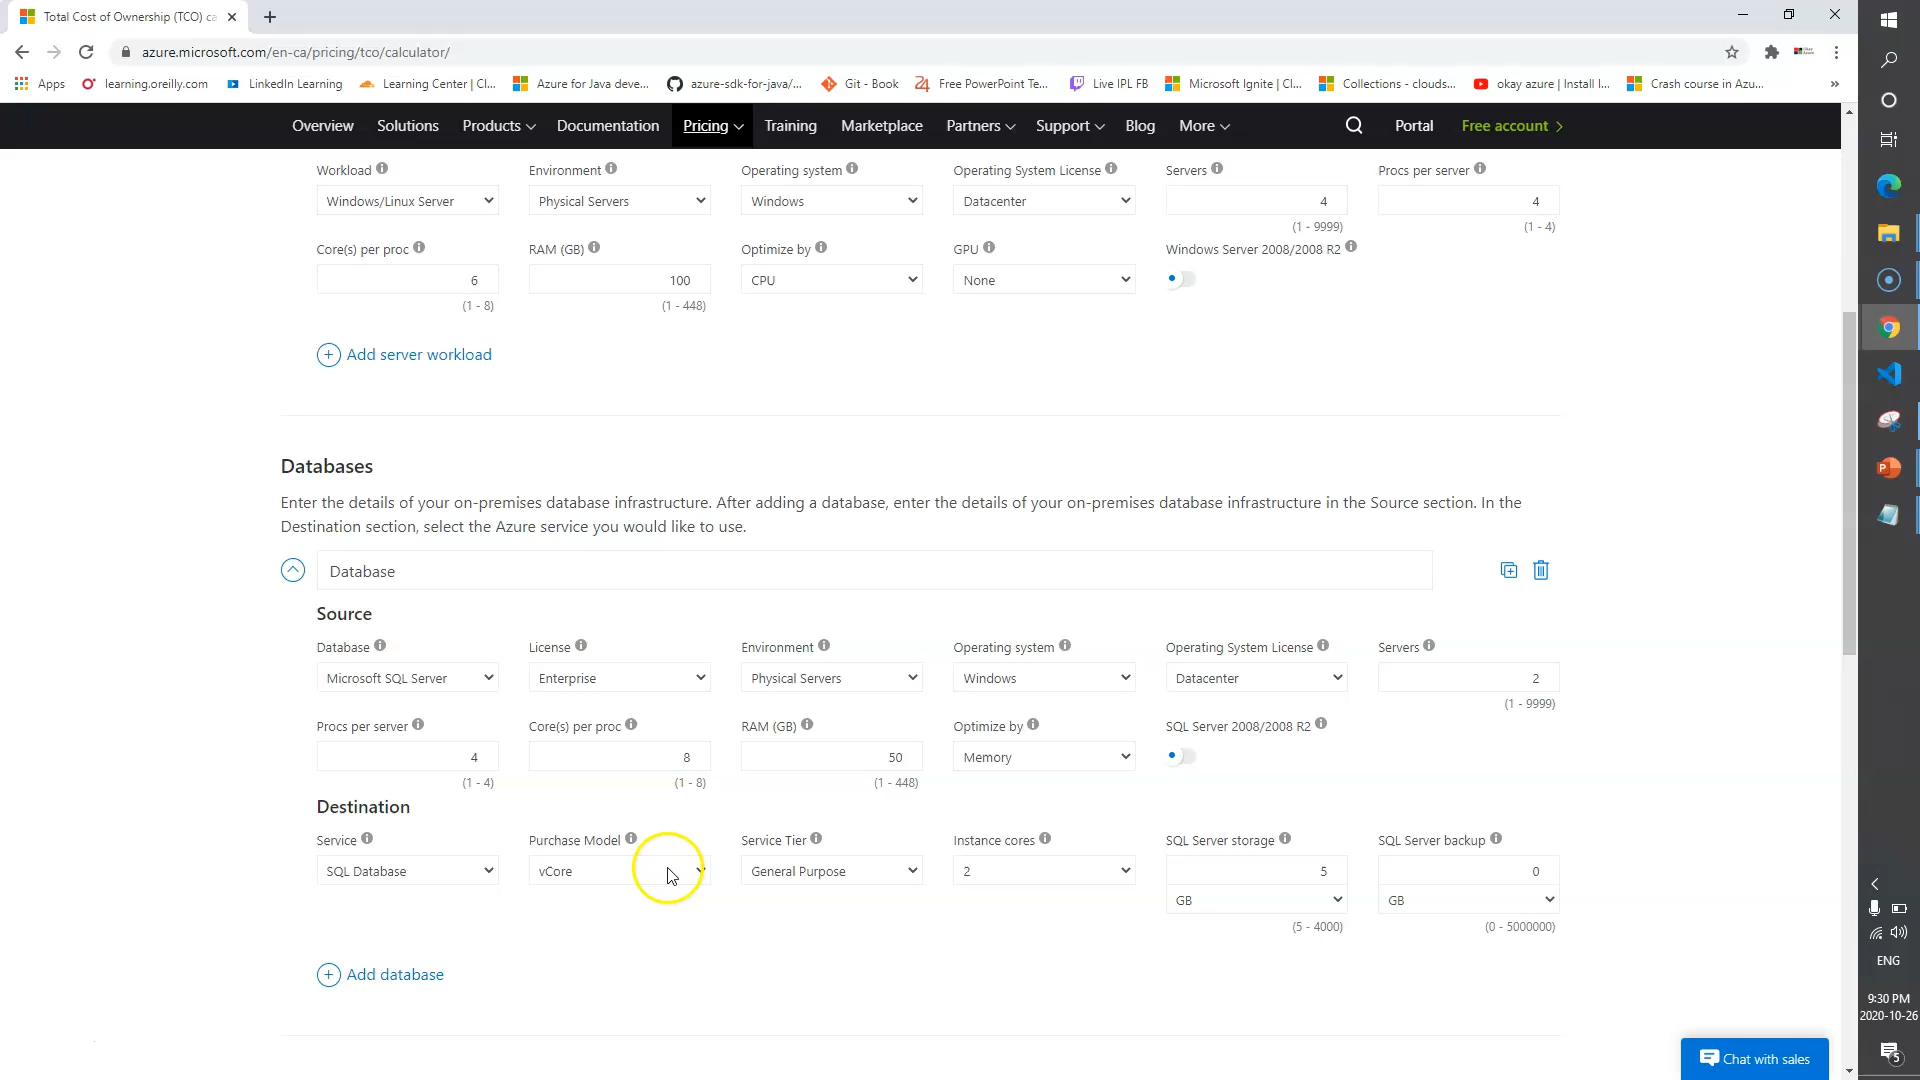 Total Cost of Ownership (TCO) ca
azure.microsoft.com/en-ca/pricing/tco/calculator/
Apps learning.oreilly.com LinkedIn Learning Learning Center | Cl... Azure for Java deve... azure-sdk-for-java/... Git - Book Free PowerPoint Te... Live IPL FB Microsoft Ignite | Cl... Collections - clouds... okay azure | Install I... Crash course in Azu... »
Overview Solutions Products Documentation Pricing Training Marketplace Partners Support Blog More Portal Free account
Workload Environment Operating system Operating System License Servers Procs per server
Windows/Linux Server Physical Servers Windows Datacenter 4 4
(1 - 9999) (1 - 4)
Core(s) per proc RAM (GB) Optimize by GPU Windows Server 2008/2008 R2
6 100 CPU None
(1 - 8) (1 - 448)
Add server workload
Databases
Enter the details of your on-premises database infrastructure. After adding a database, enter the details of your on-premises database infrastructure in the Source section. In the
Destination section, select the Azure service you would like to use.
Database
Source
Database License Environment Operating system Operating System License Servers
Microsoft SQL Server Enterprise Physical Servers Windows Datacenter 2
(1 - 9999)
Procs per server Core(s) per proc RAM (GB) Optimize by SQL Server 2008/2008 R2
4 8 50 Memory
(1 - 4) (1 - 8) (1 - 448)
Destination
Service Purchase Model Service Tier Instance cores SQL Server storage SQL Server backup
SQL Database vCore General Purpose 2 5 0
GB GB
(5 - 4000) (0 - 5000000)
Add database
Chat with sales
ENG
9:30 PM
2020-10-26
5